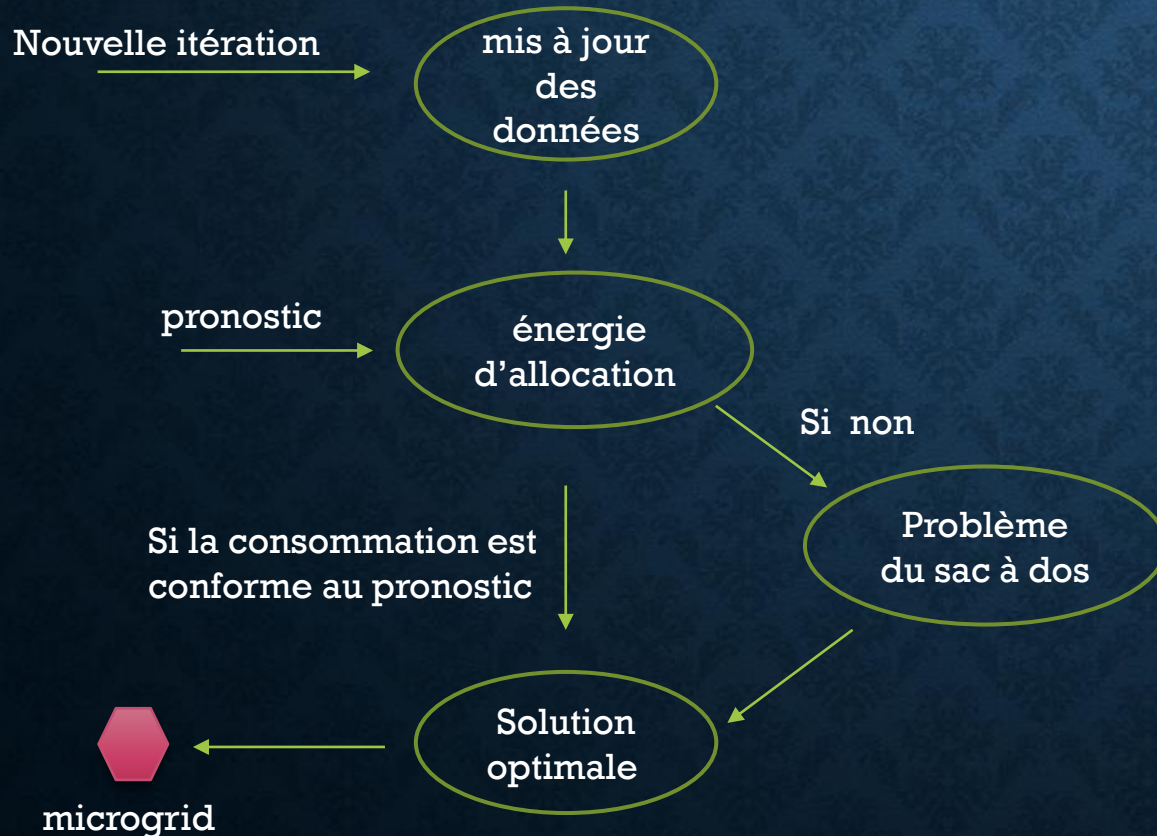 Nouvelle itération
mis à jour
des
données
pronostic
énergie
d’allocation
Si non
Si la consommation est
conforme au pronostic
Problème
du sac à dos
Solution
optimale
microgrid